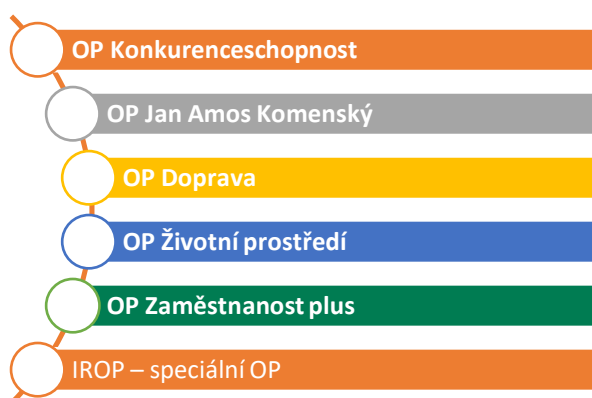 OP Konkurenceschopnost
OP Jan Amos Komenský
OP Doprava
OP Životní prostředí
OP Zaměstnanost plus
IROP – speciální OP